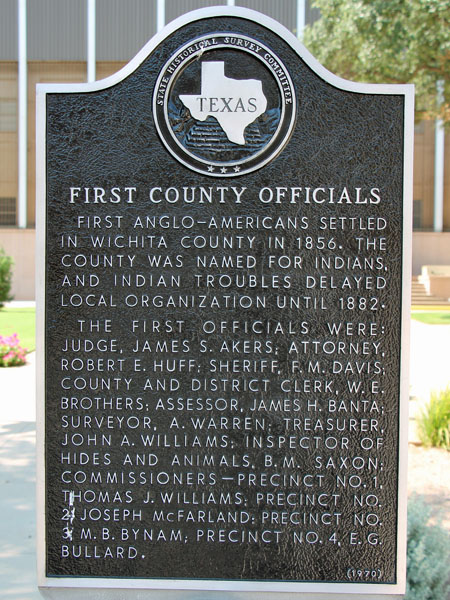 STATE HISTORICAL SURVEY COMMITTEE
TEXAS
FIRST COUNTY OFFICIALS
FIRST ANGLO-AMERICANS SETTLED
IN WICHITA COUNTY IN 1856. THE
COUNTY WAS NAMED FOR INDIANS,
AND INDIAN TROUBLES DELAYED
LOCAL ORGANIZATION UNTIL 1882.
THE FIRST OFFICIALS WERE:
JUDGE, JAMES S. AKERS; ATTORNEY,
ROBERT E. HUFF; SHERIFF, F. M. DAVIS;
COUNTY AND DISTRICT CLERK, W. E.
BROTHERS; ASSESSOR, JAMES H. BANTA;
SURVEYOR, A. WARREN; TREASURER,
JOHN A. WILLIAMS; INSPECTOR OF
HIDES AND ANIMALS, B. M. SAXON;
COMMISSIONERS—PRECINCT NO. 1,
THOMAS J. WILLIAMS; PRECINCT NO.
2, JOSEPH McFARLAND; PRECINCT NO.
3, M. B. BYNAM; PRECINCT NO. 4, E. G.
BULLARD.
(1970)